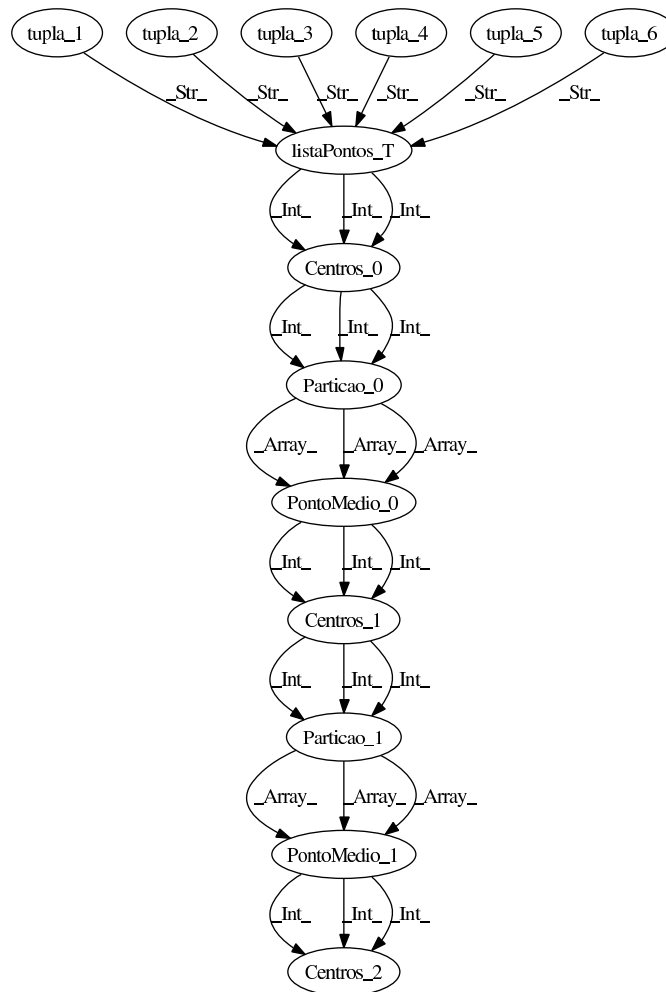 tupla_1 tupla_2 tupla_3 tupla_4 tupla_5 tupla_6
_Str_ _Str_ _Str_ _Str_ _Str_ _Str_
listaPontos_T
_Int_ _Int_ _Int_
Centros_0
_Int_ _Int_ _Int_
Particao_0
_Array_ _Array_ _Array_
PontoMedio_0
_Int_ _Int_ _Int_
Centros_1
_Int_ _Int_ _Int_
Particao_1
_Array_ _Array_ _Array_
PontoMedio_1
_Int_ _Int_ _Int_
Centros_2